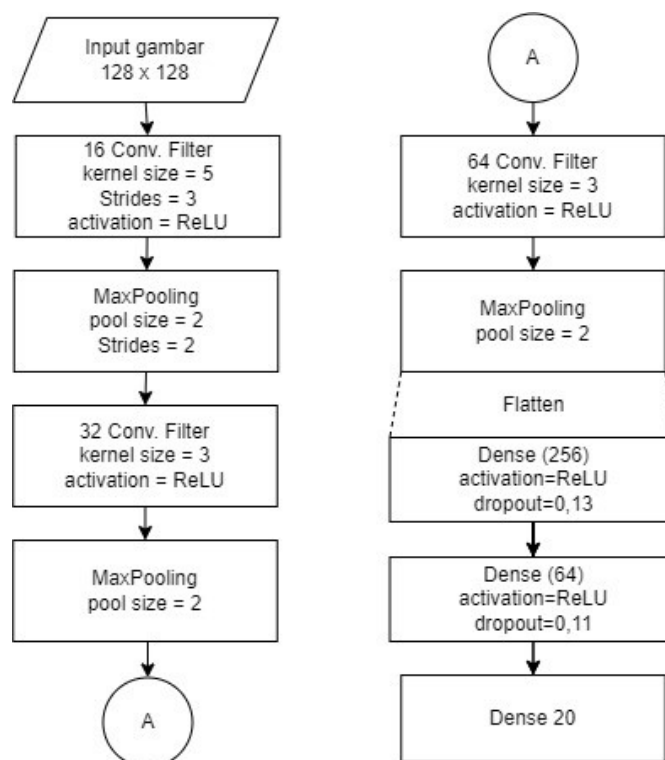 Input gambar
128 x 128
16 Conv. Filter
kernel size = 5
Strides = 3
activation = ReLU
MaxPooling
pool size = 2
Strides = 2
32 Conv. Filter
kernel size = 3
activation = ReLU
MaxPooling
pool size = 2
A
A
64 Conv. Filter
kernel size = 3
activation = ReLU
MaxPooling
pool size = 2
Flatten
Dense (256)
activation=ReLU
dropout=0,13
Dense (64)
activation=ReLU
dropout=0,11
Dense 20